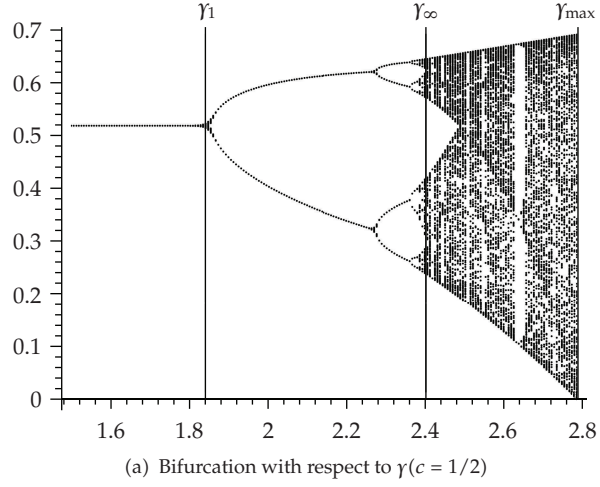 γ₁ γ∞ γmax
0.7
0.6
0.5
0.4
0.3
0.2
0.1
0
1.6 1.8 2 2.2 2.4 2.6 2.8
(a) Bifurcation with respect to γ(c = 1/2)